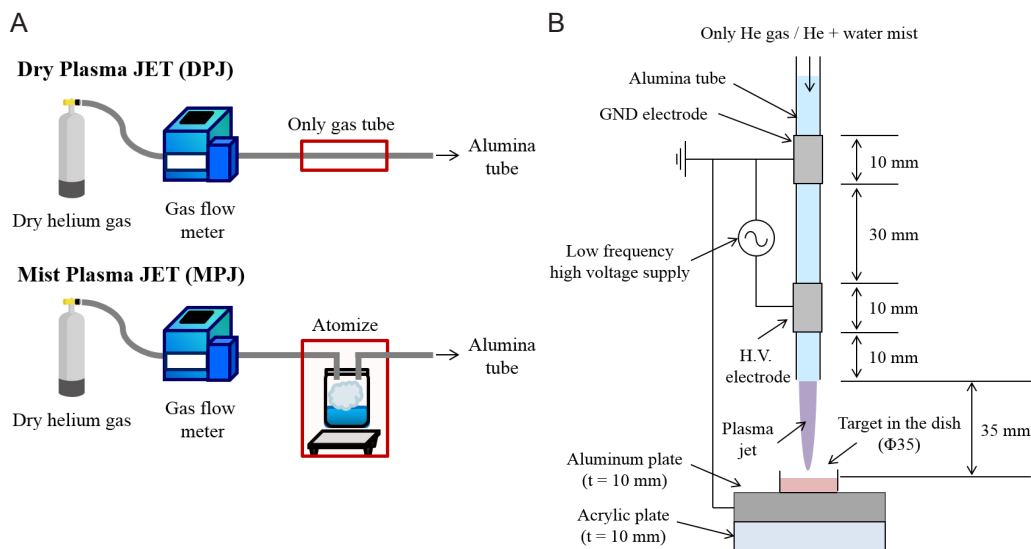 A
Dry Plasma JET (DPJ)
Only gas tube
Alumina
tube
Dry helium gas
Gas flow
meter
Mist Plasma JET (MPJ)
Atomize
Alumina
tube
Dry helium gas
Gas flow
meter
B
Only He gas / He + water mist
Alumina tube
GND electrode
10 mm
30 mm
Low frequency
high voltage supply
10 mm
H.V.
electrode
10 mm
Plasma
jet
Target in the dish
(Φ35)
35 mm
Aluminum plate
(t = 10 mm)
Acrylic plate
(t = 10 mm)